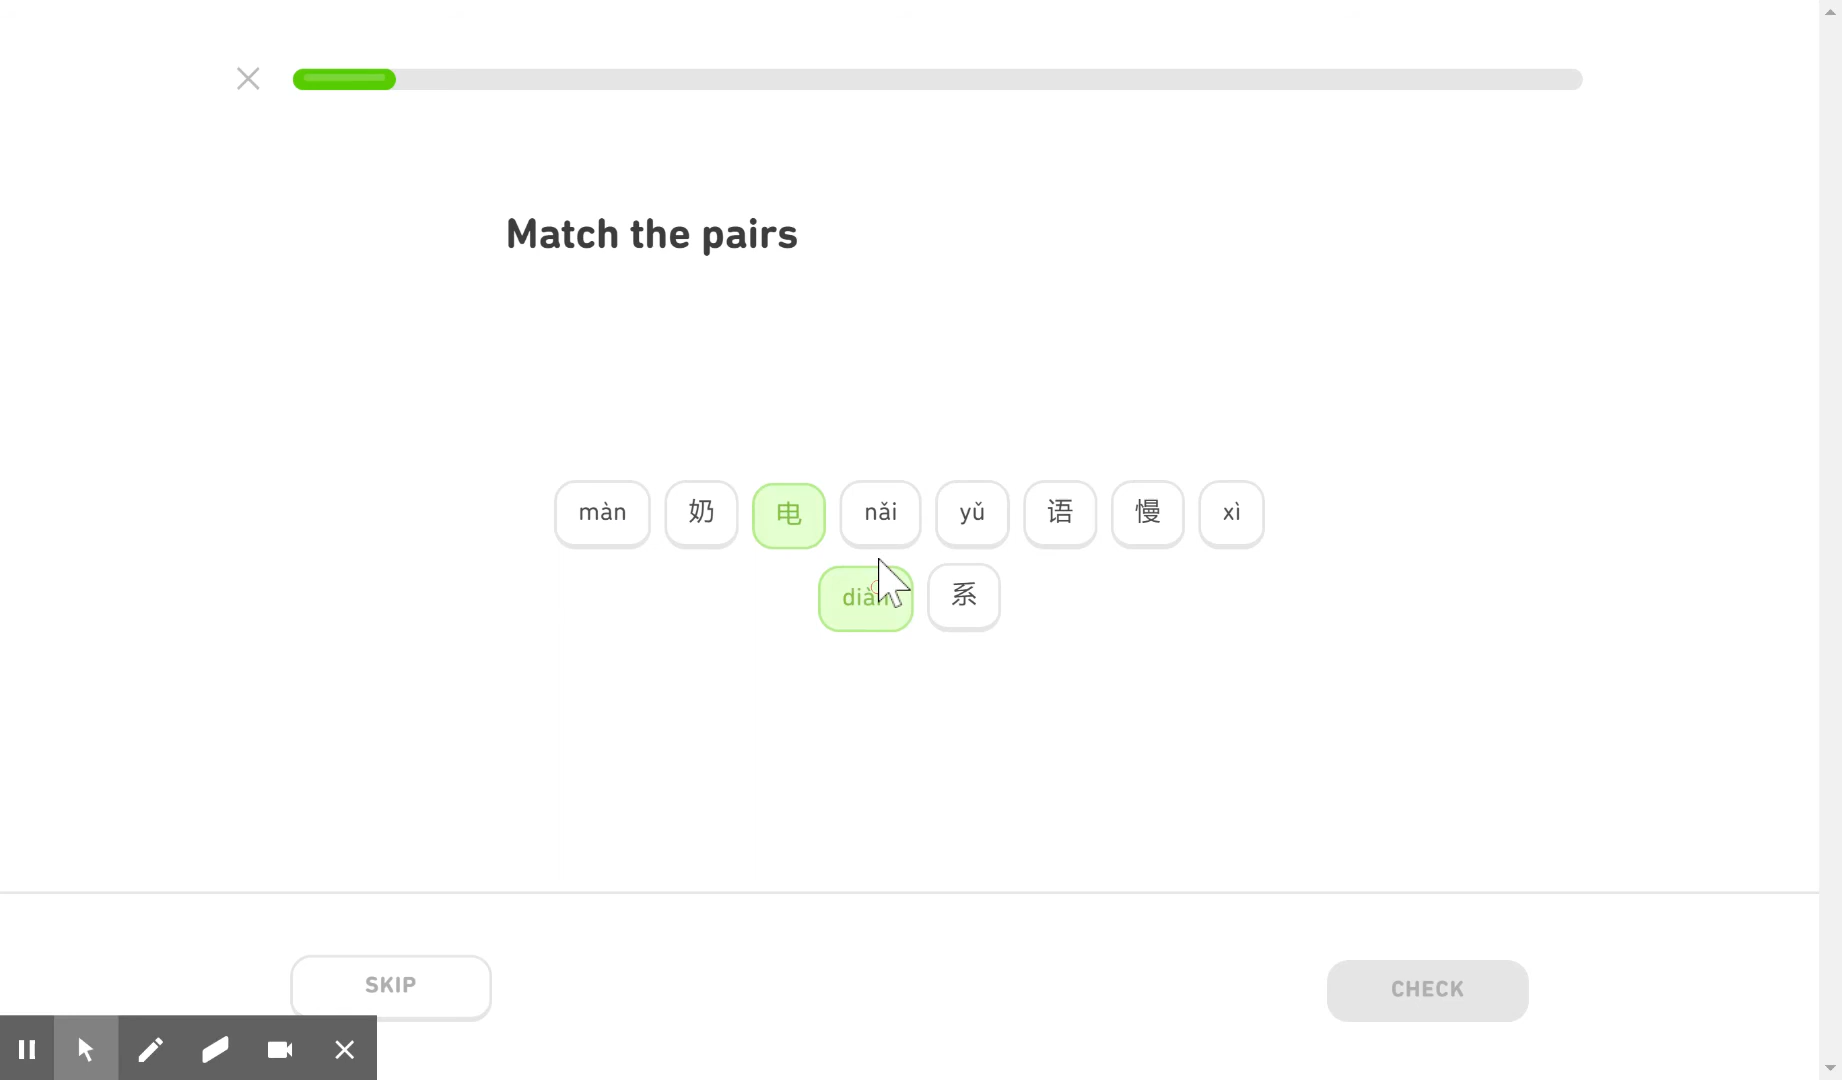 Match the pairs
màn 奶 电 nǎi yǔ 语 慢 xì
diàn 系
SKIP CHECK